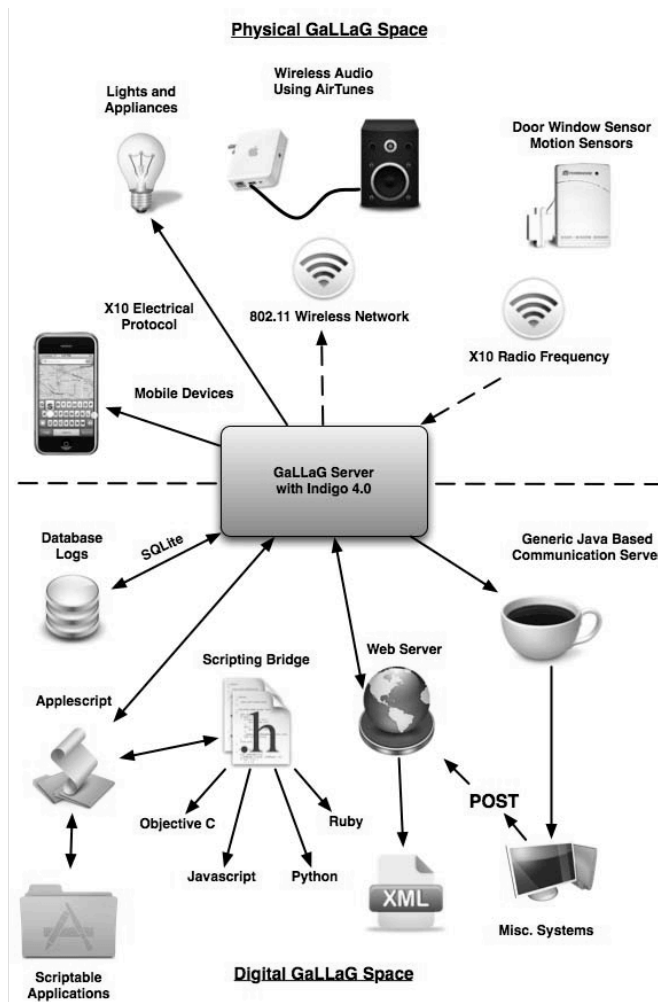 Physical GaLLaG Space
Wireless Audio
Using AirTunes
Lights and
Appliances
Door Window Sensor
Motion Sensors
X10 Electrical
Protocol
802.11 Wireless Network
X10 Radio Frequency
Mobile Devices
GaLLaG Server
with Indigo 4.0
Database
Logs
SQLite
Generic Java Based
Communication Server
Scripting Bridge
Web Server
Applescript
.h
Objective C
Ruby
POST
Javascript
Python
XML
Misc. Systems
Scriptable
Applications
Digital GaLLaG Space